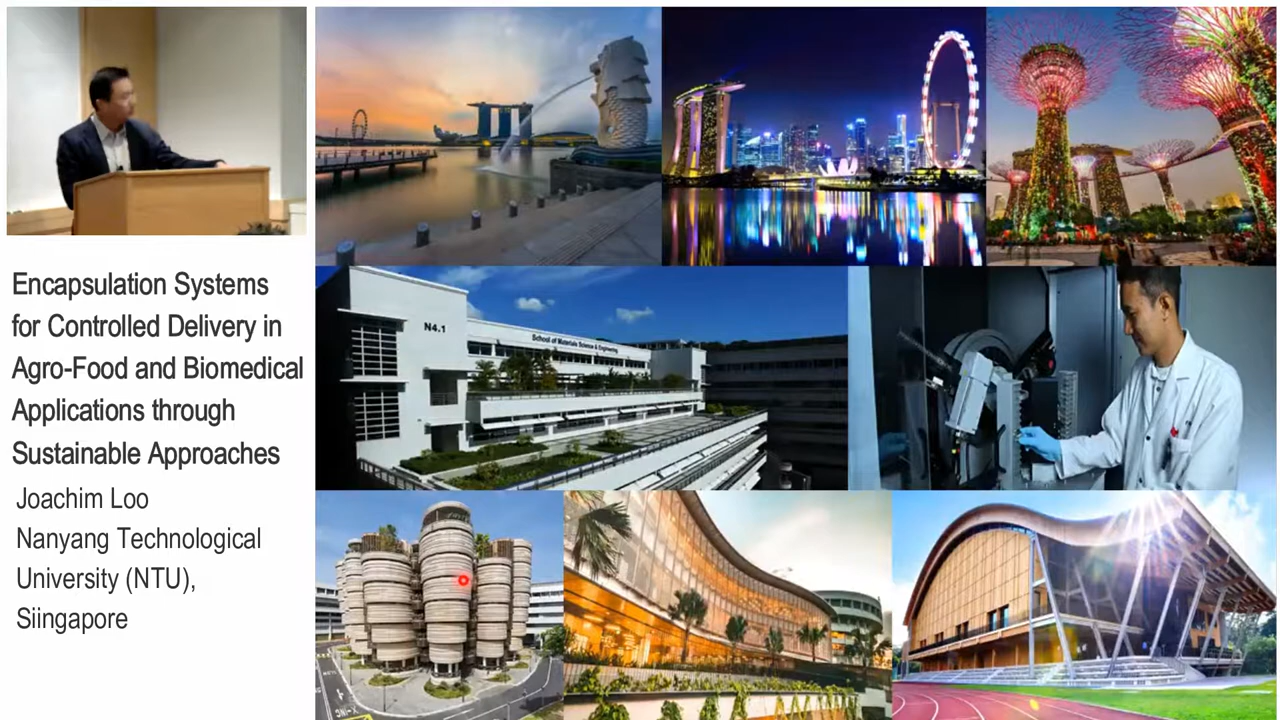 Encapsulation Systems
for Controlled Delivery in
Agro-Food and Biomedical
Applications through
Sustainable Approaches
Joachim Loo
Nanyang Technological
University (NTU),
Siingapore
N4.1
School of Materials Science & Engineering